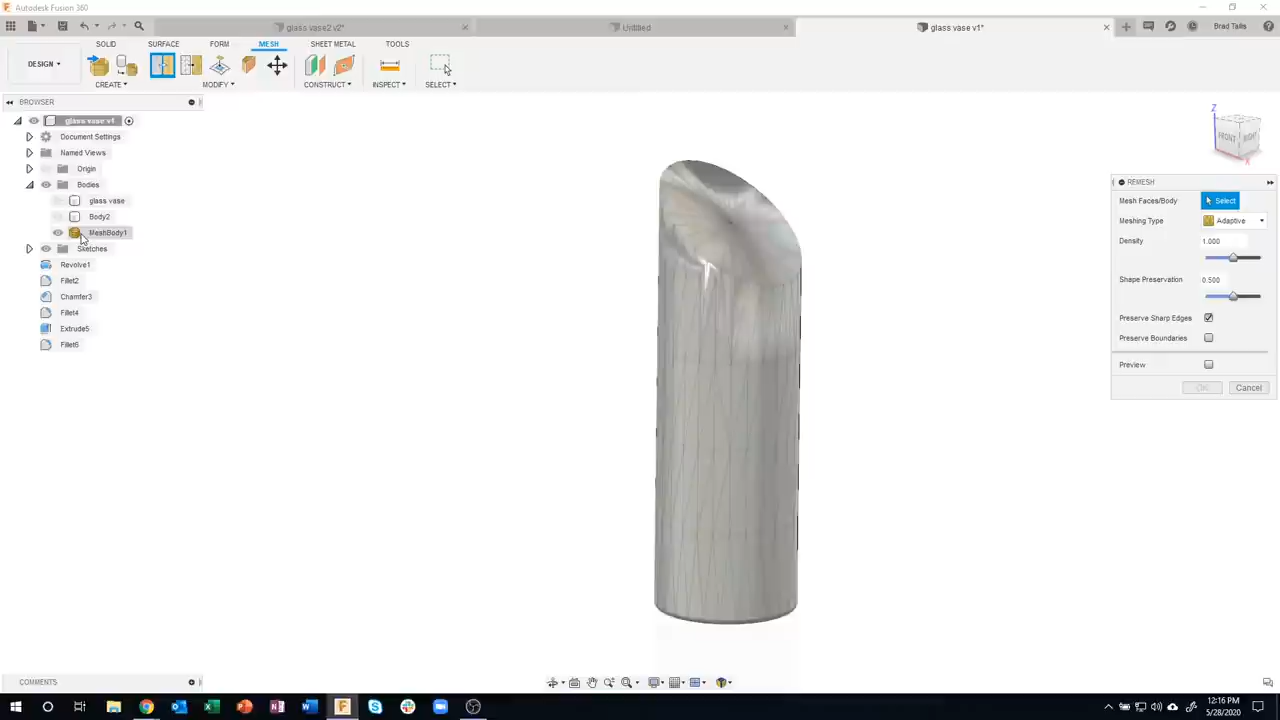 Autodesk Fusion 360
glass vase2 v2*
Untitled
glass vase v1*
Brad Tallis
DESIGN
SOLID
SURFACE
FORM
MESH
SHEET METAL
TOOLS
CREATE
MODIFY
CONSTRUCT
INSPECT
SELECT
BROWSER
glass vase v1
Document Settings
Named Views
Origin
Bodies
glass vase
Body2
MeshBody1
Sketches
Revolve1
Fillet2
Chamfer3
Fillet4
Extrude5
Fillet6
Z
FRONT
RIGHT
X
REMESH
Mesh Faces/Body
Select
Meshing Type
Adaptive
Density
1.000
Shape Preservation
0.500
Preserve Sharp Edges
Preserve Boundaries
Preview
OK
Cancel
COMMENTS
12:16 PM
5/28/2020